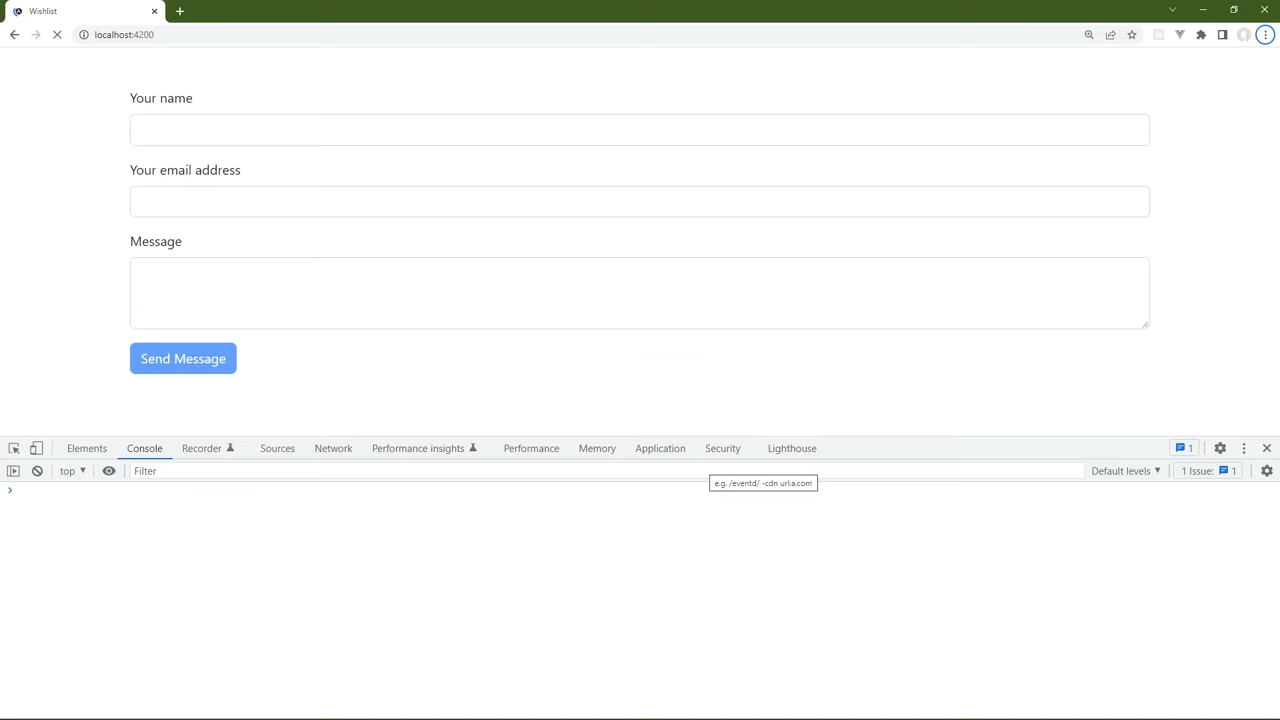 Wishlist
localhost:4200
Your name
Your email address
Message
Send Message
Elements Console Recorder Sources Network Performance insights Performance Memory Application Security Lighthouse 1
top Filter Default levels 1 Issue: 1
e.g. /eventd/ -cdn url:a.com